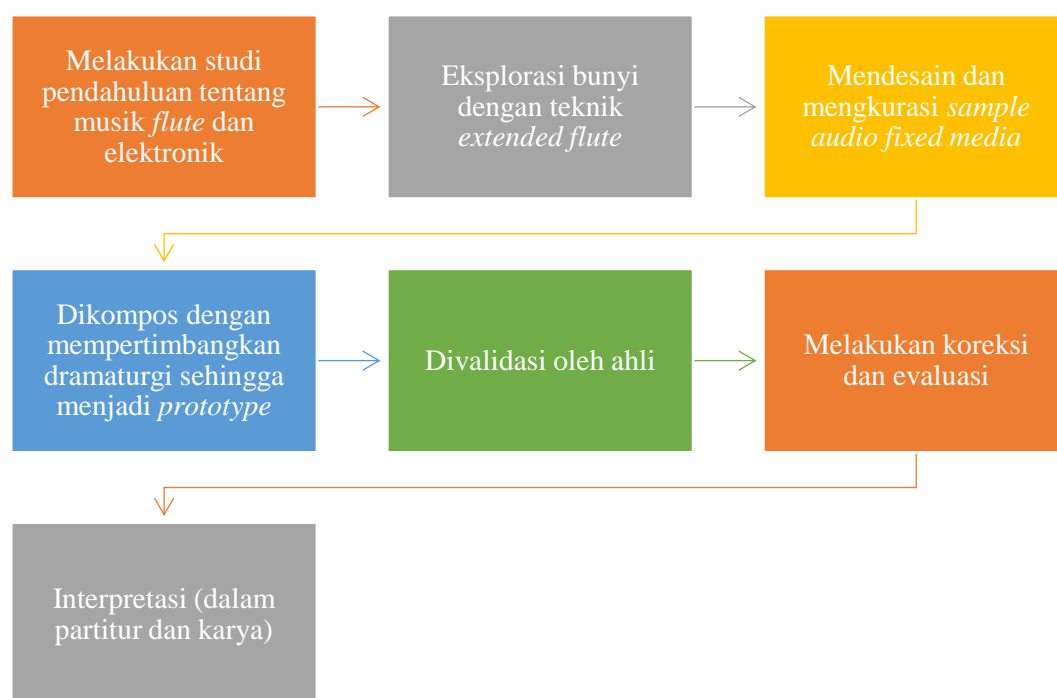 Melakukan studi
pendahuluan tentang
musik flute dan
elektronik
Eksplorasi bunyi
dengan teknik
extended flute
Mendesain dan
mengkurasi sample
audio fixed media
Dikompos dengan
mempertimbangkan
dramaturgi sehingga
menjadi prototype
Divalidasi oleh ahli
Melakukan koreksi
dan evaluasi
Interpretasi (dalam
partitur dan karya)